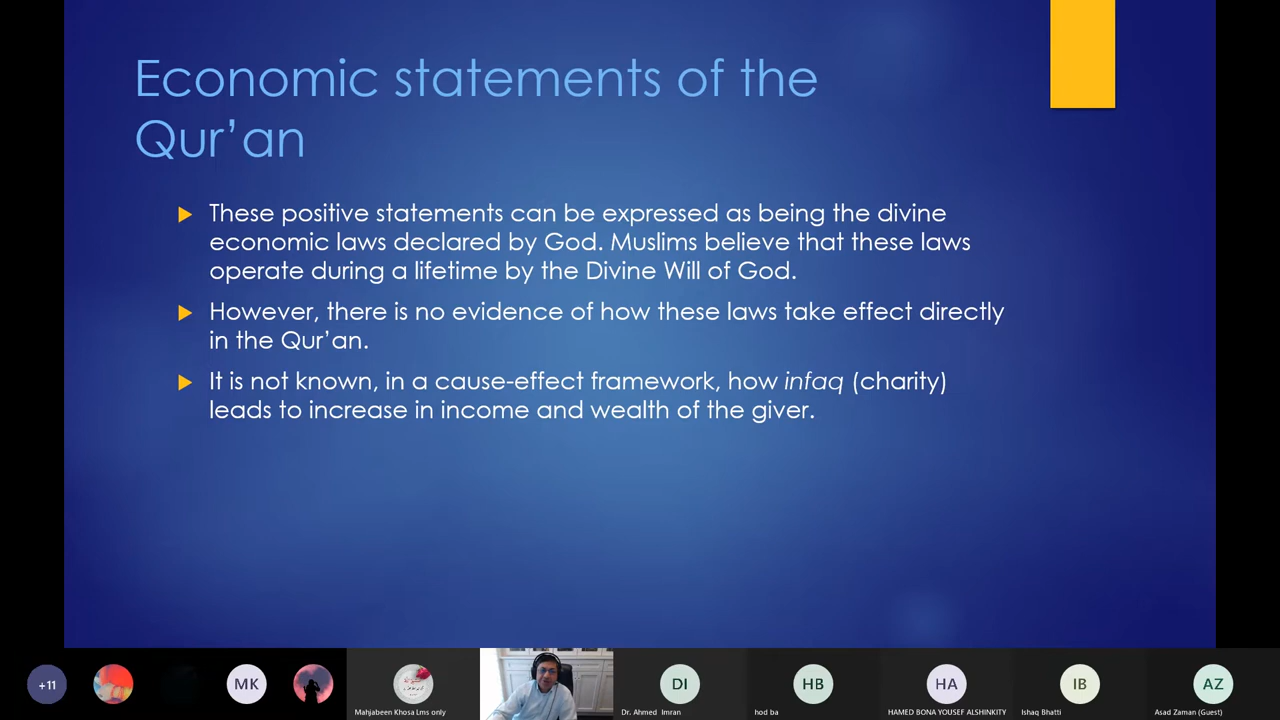 Economic statements of the
Qur’an
These positive statements can be expressed as being the divine
economic laws declared by God. Muslims believe that these laws
operate during a lifetime by the Divine Will of God.
However, there is no evidence of how these laws take effect directly
in the Qur’an.
It is not known, in a cause-effect framework, how infaq (charity)
leads to increase in income and wealth of the giver.
+11
MK
DI
HB
HA
IB
AZ
Mahjabeen Khosa Lms only
Dr. Ahmed Imran
hod ba
HAMED BONA YOUSEF ALSHINKITY
Ishaq Bhatti
Asad Zaman (Guest)